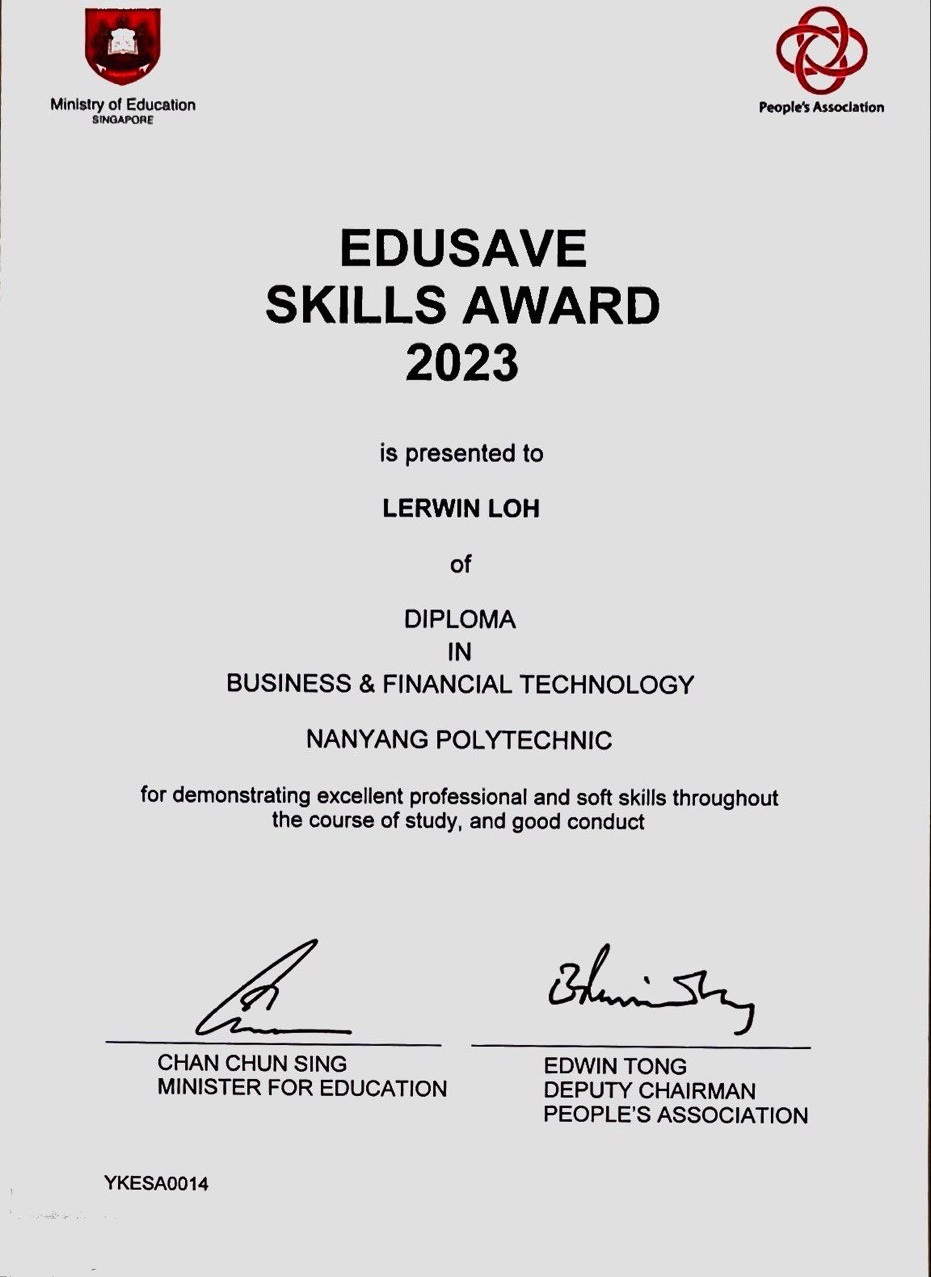 Ministry of Education
SINGAPORE
People's Association
EDUSAVE
SKILLS AWARD
2023
is presented to
LERWIN LOH
of
DIPLOMA
IN
BUSINESS & FINANCIAL TECHNOLOGY
NANYANG POLYTECHNIC
for demonstrating excellent professional and soft skills throughout
the course of study, and good conduct
CHAN CHUN SING
MINISTER FOR EDUCATION
EDWIN TONG
DEPUTY CHAIRMAN
PEOPLE'S ASSOCIATION
YKESA0014